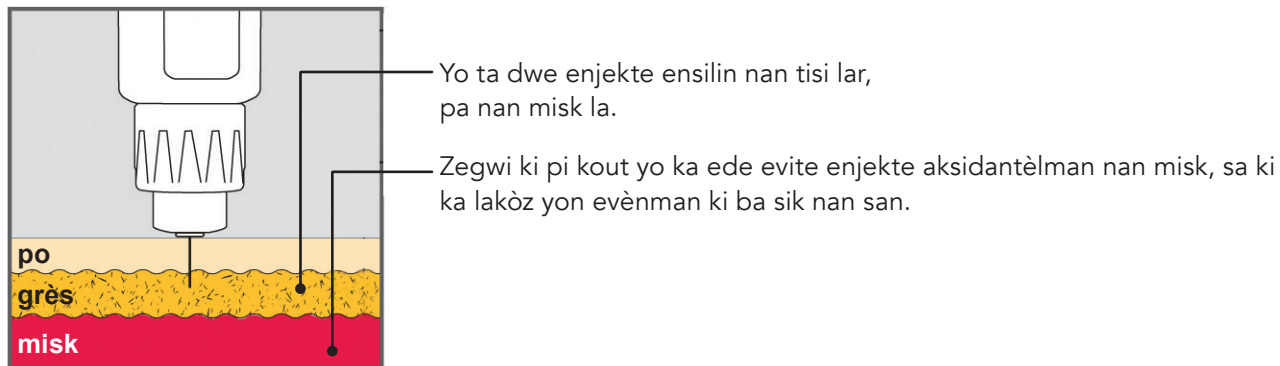 Yo ta dwe enjekte ensilin nan tisi lar,
pa nan misk la.
Zegwi ki pi kout yo ka ede evite enjekte aksidantèlman nan misk, sa ki
ka lakòz yon evènman ki ba sik nan san.
po
grès
misk